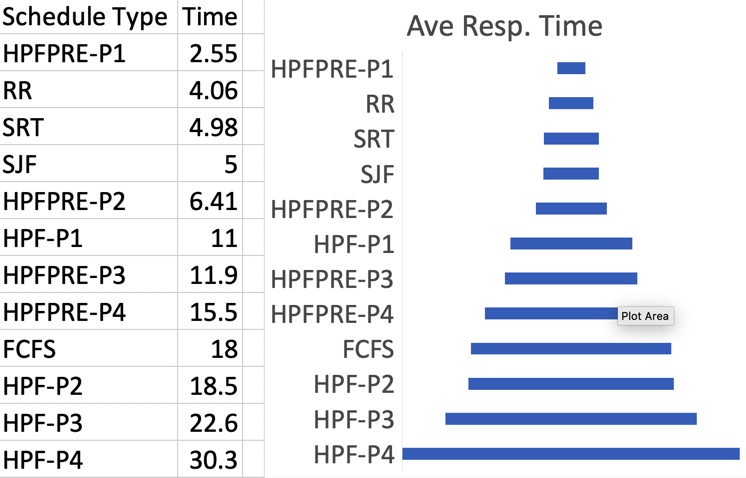 Schedule Type Time
HPFPRE-P1 2.55
RR 4.06
SRT 4.98
SJF 5
HPFPRE-P2 6.41
HPF-P1 11
HPFPRE-P3 11.9
HPFPRE-P4 15.5
FCFS 18
HPF-P2 18.5
HPF-P3 22.6
HPF-P4 30.3
Ave Resp. Time
HPFPRE-P1
RR
SRT
SJF
HPFPRE-P2
HPF-P1
HPFPRE-P3
HPFPRE-P4
Plot Area
FCFS
HPF-P2
HPF-P3
HPF-P4